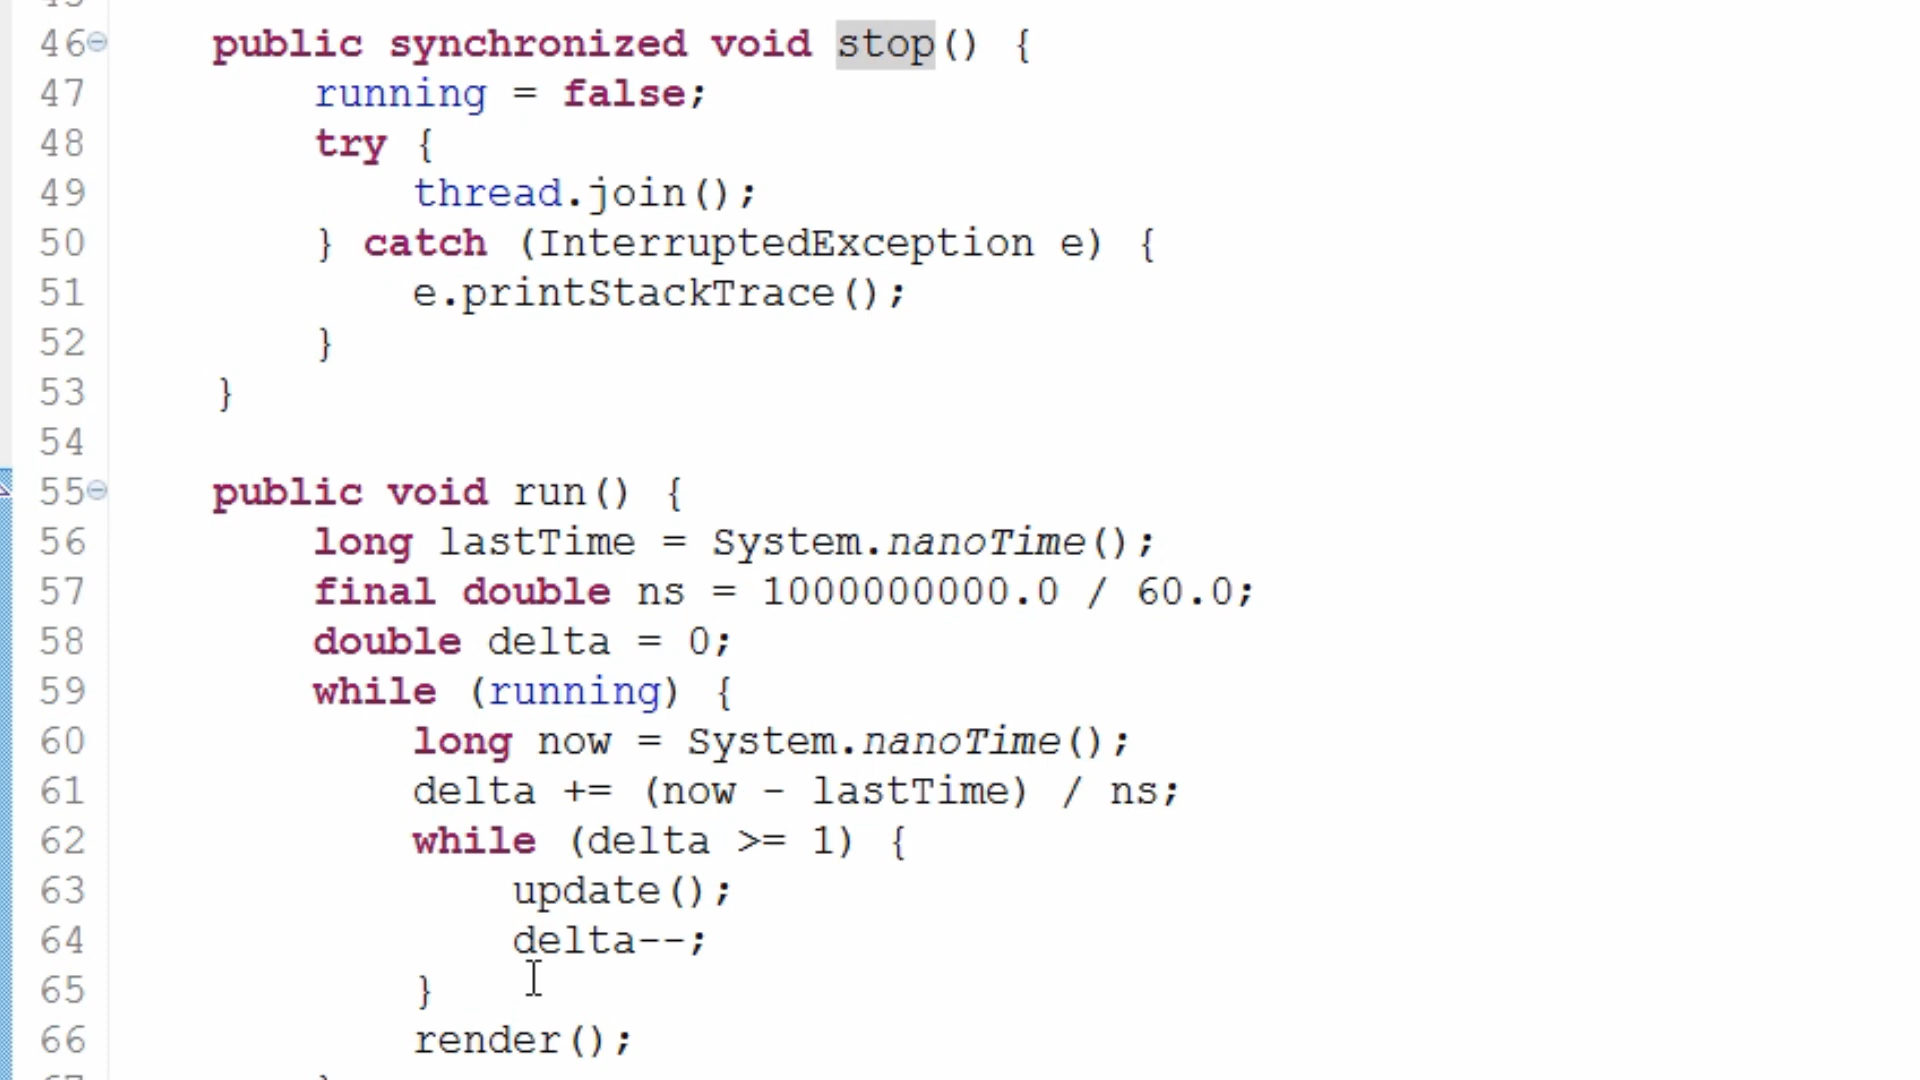 46 public synchronized void stop() {
47 running = false;
48 try {
49 thread.join();
50 } catch (InterruptedException e) {
51 e.printStackTrace();
52 }
53 }
54
55 public void run() {
56 long lastTime = System.nanoTime();
57 final double ns = 1000000000.0 / 60.0;
58 double delta = 0;
59 while (running) {
60 long now = System.nanoTime();
61 delta += (now - lastTime) / ns;
62 while (delta >= 1) {
63 update();
64 delta--;
65 }
66 render();